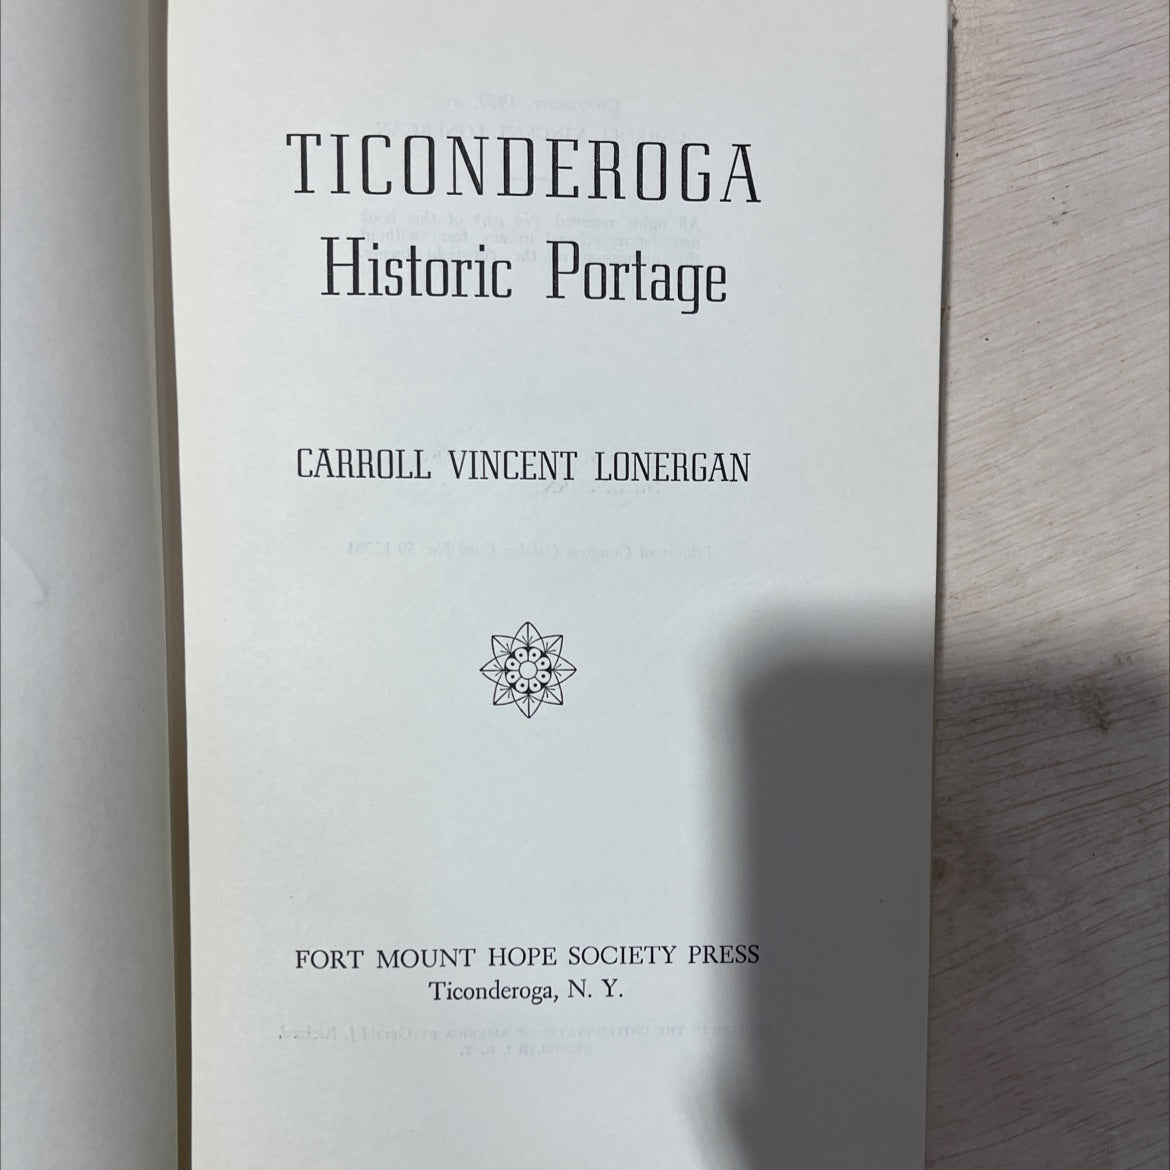 TICONDEROGA
Historic Portage
CARROLL VINCENT LONERGAN
FORT MOUNT HOPE SOCIETY PRESS
Ticonderoga, N. Y.